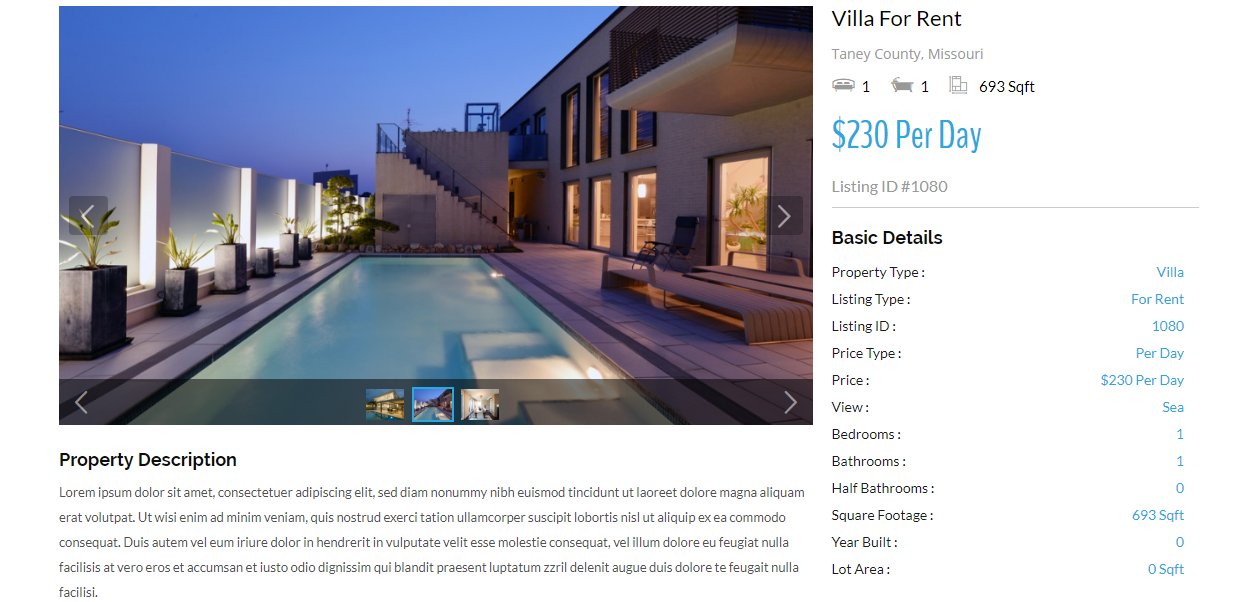 Villa For Rent
Taney County, Missouri
1 1 693 Sqft
$230 Per Day
Listing ID #1080
Basic Details
Property Type : Villa
Listing Type : For Rent
Listing ID : 1080
Price Type : Per Day
Price : $230 Per Day
View : Sea
Bedrooms : 1
Bathrooms : 1
Half Bathrooms : 0
Square Footage : 693 Sqft
Year Built : 0
Lot Area : 0 Sqft
Property Description
Lorem ipsum dolor sit amet, consectetuer adipiscing elit, sed diam nonummy nibh euismod tincidunt ut laoreet dolore magna aliquam
erat volutpat. Ut wisi enim ad minim veniam, quis nostrud exerci tation ullamcorper suscipit lobortis nisl ut aliquip ex ea commodo
consequat. Duis autem vel eum iriure dolor in hendrerit in vulputate velit esse molestie consequat, vel illum dolore eu feugiat nulla
facilisis at vero eros et accumsan et iusto odio dignissim qui blandit praesent luptatum zzril delenit augue duis dolore te feugait nulla
facilisi.